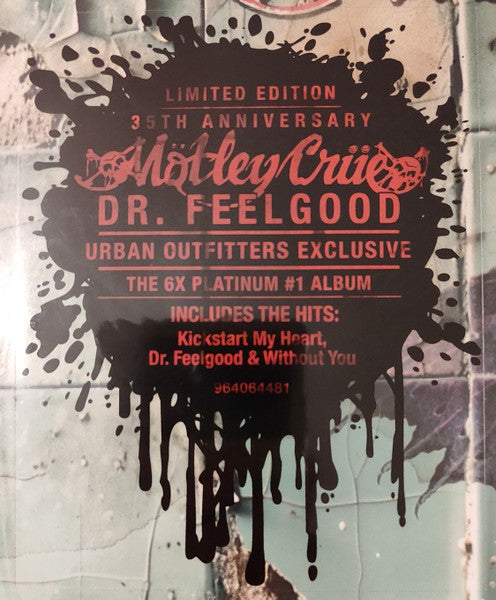 LIMITED EDITION
35TH ANNIVERSARY
Mötley Crüe
DR. FEELGOOD
URBAN OUTFITTERS EXCLUSIVE
THE 6X PLATINUM #1 ALBUM
INCLUDES THE HITS:
Kickstart My Heart,
Dr. Feelgood & Without You
964064481